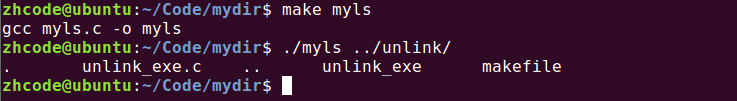 zhcode@ubuntu:~/Code/mydir$ make myls
gcc myls.c -o myls
zhcode@ubuntu:~/Code/mydir$ ./myls ../unlink/
.       unlink_exe.c    ..      unlink_exe      makefile
zhcode@ubuntu:~/Code/mydir$